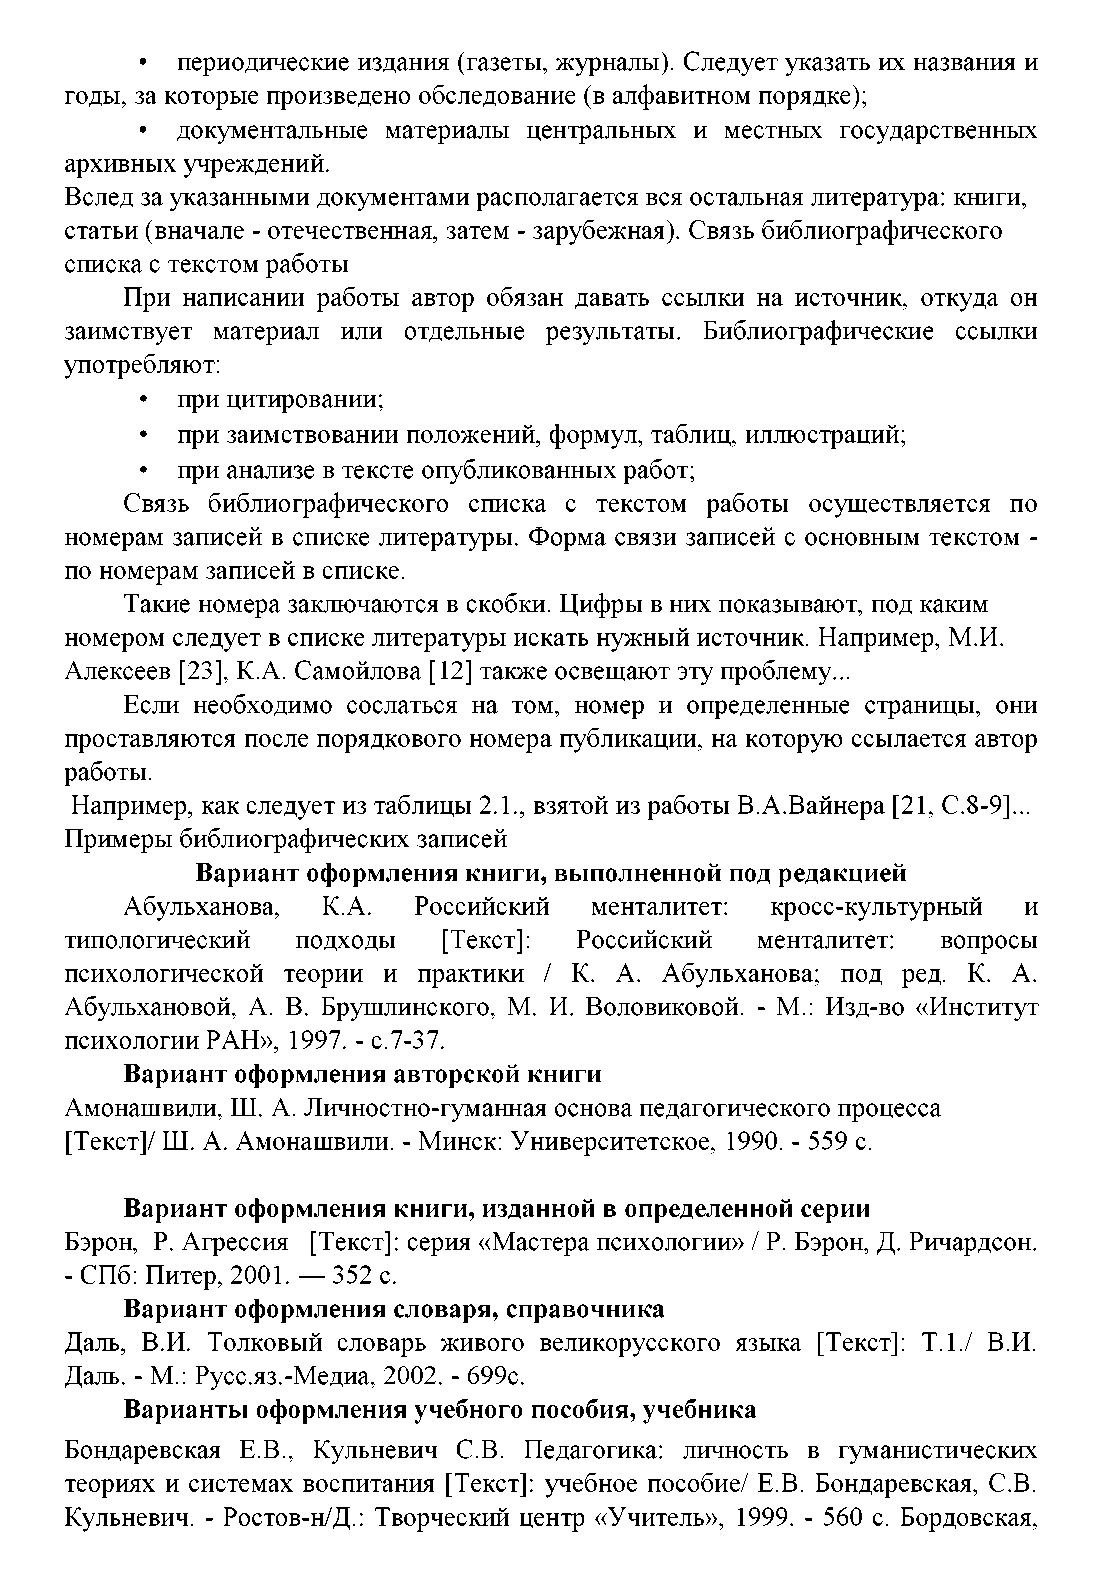 • периодические издания (газеты, журналы). Следует указать их названия и
годы, за которые произведено обследование (в алфавитном порядке);
• документальные материалы центральных и местных государственных
архивных учреждений.
Вслед за указанными документами располагается вся остальная литература: книги,
статьи (вначале - отечественная, затем - зарубежная). Связь библиографического
списка с текстом работы
При написании работы автор обязан давать ссылки на источник, откуда он
заимствует материал или отдельные результаты. Библиографические ссылки
употребляют:
• при цитировании;
• при заимствовании положений, формул, таблиц, иллюстраций;
• при анализе в тексте опубликованных работ;
Связь библиографического списка с текстом работы осуществляется по
номерам записей в списке литературы. Форма связи записей с основным текстом -
по номерам записей в списке.
Такие номера заключаются в скобки. Цифры в них показывают, под каким
номером следует в списке литературы искать нужный источник. Например, М.И.
Алексеев [23], К.А. Самойлова [12] также освещают эту проблему...
Если необходимо сослаться на том, номер и определенные страницы, они
проставляются после порядкового номера публикации, на которую ссылается автор
работы.
Например, как следует из таблицы 2.1., взятой из работы В.А.Вайнера [21, С.8-9]...
Примеры библиографических записей
Вариант оформления книги, выполненной под редакцией
Абульханова, К.А. Российский менталитет: кросс-культурный и
типологический подходы [Текст]: Российский менталитет: вопросы
психологической теории и практики / К. А. Абульханова; под ред. К. А.
Абульхановой, А. В. Брушлинского, М. И. Воловиковой. - М.: Изд-во «Институт
психологии РАН», 1997. - с.7-37.
Вариант оформления авторской книги
Амонашвили, Ш. А. Личностно-гуманная основа педагогического процесса
[Текст]/ Ш. А. Амонашвили. - Минск: Университетское, 1990. - 559 с.
Вариант оформления книги, изданной в определенной серии
Бэрон, Р. Агрессия [Текст]: серия «Мастера психологии» / Р. Бэрон, Д. Ричардсон.
- СПб: Питер, 2001. — 352 с.
Вариант оформления словаря, справочника
Даль, В.И. Толковый словарь живого великорусского языка [Текст]: Т.1./ В.И.
Даль. - М.: Русс.яз.-Медиа, 2002. - 699с.
Варианты оформления учебного пособия, учебника
Бондаревская Е.В., Кульневич С.В. Педагогика: личность в гуманистических
теориях и системах воспитания [Текст]: учебное пособие/ Е.В. Бондаревская, С.В.
Кульневич. - Ростов-н/Д.: Творческий центр «Учитель», 1999. - 560 с. Бордовская,